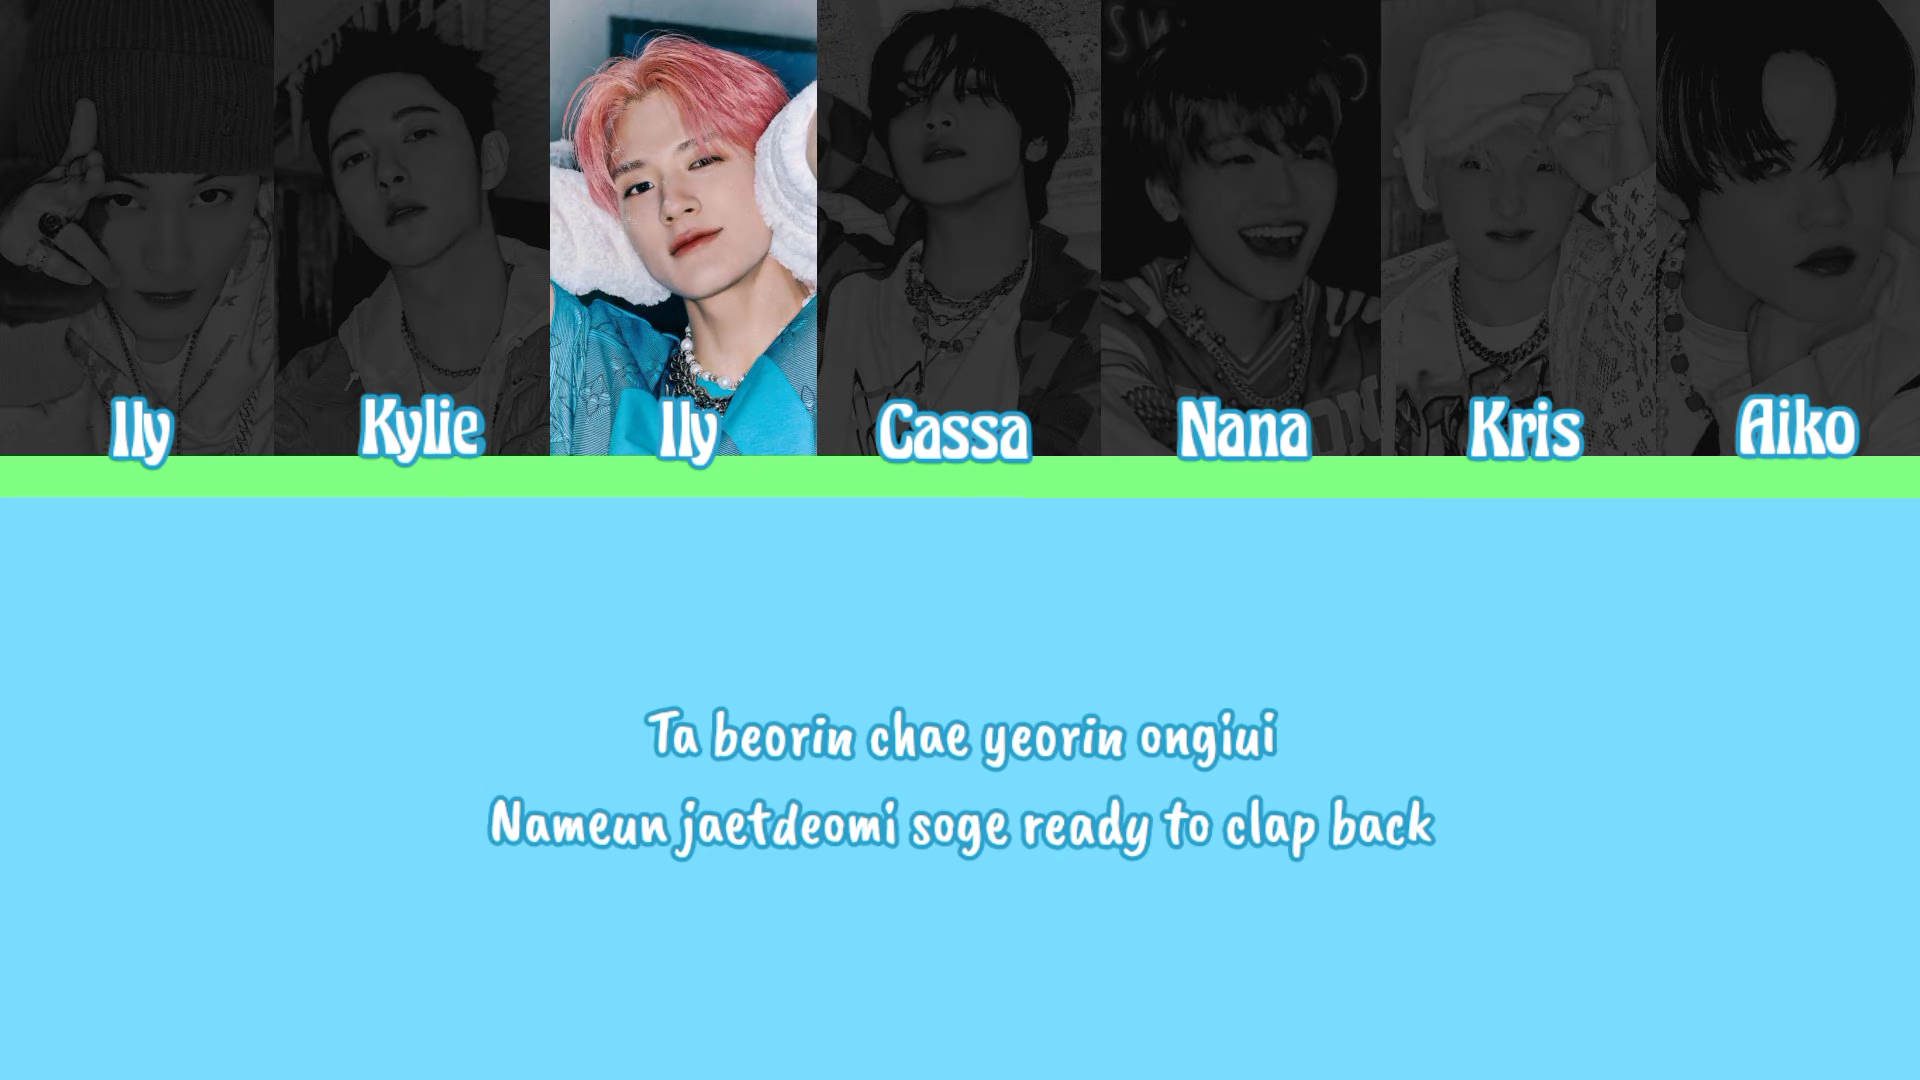 Ily Kylie Ily Cassa Nana Kris Aiko
Ta beorin chae yeorin ongiui
Nameun jaetdeomi soge ready to clap back